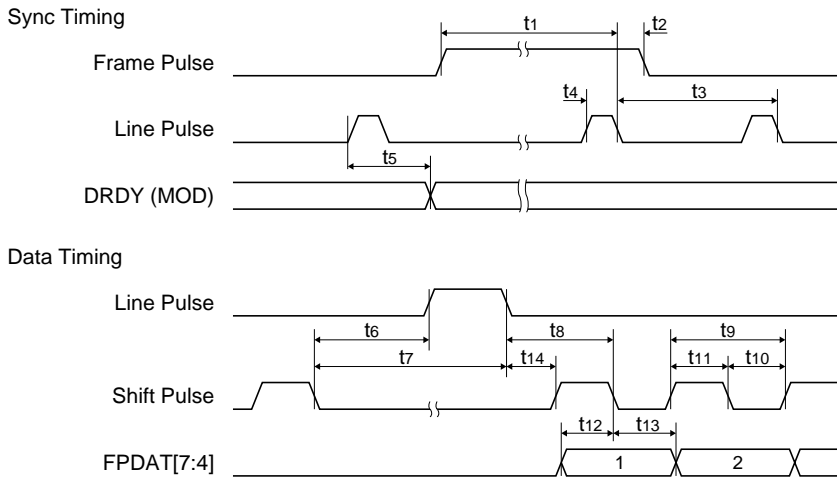 Sync Timing
t1 t2
Frame Pulse
t4 t3
Line Pulse
t5
DRDY (MOD)
Data Timing
Line Pulse
t6 t8 t9
t7 t14 t11 t10
Shift Pulse
t12 t13
FPDAT[7:4] 1 2